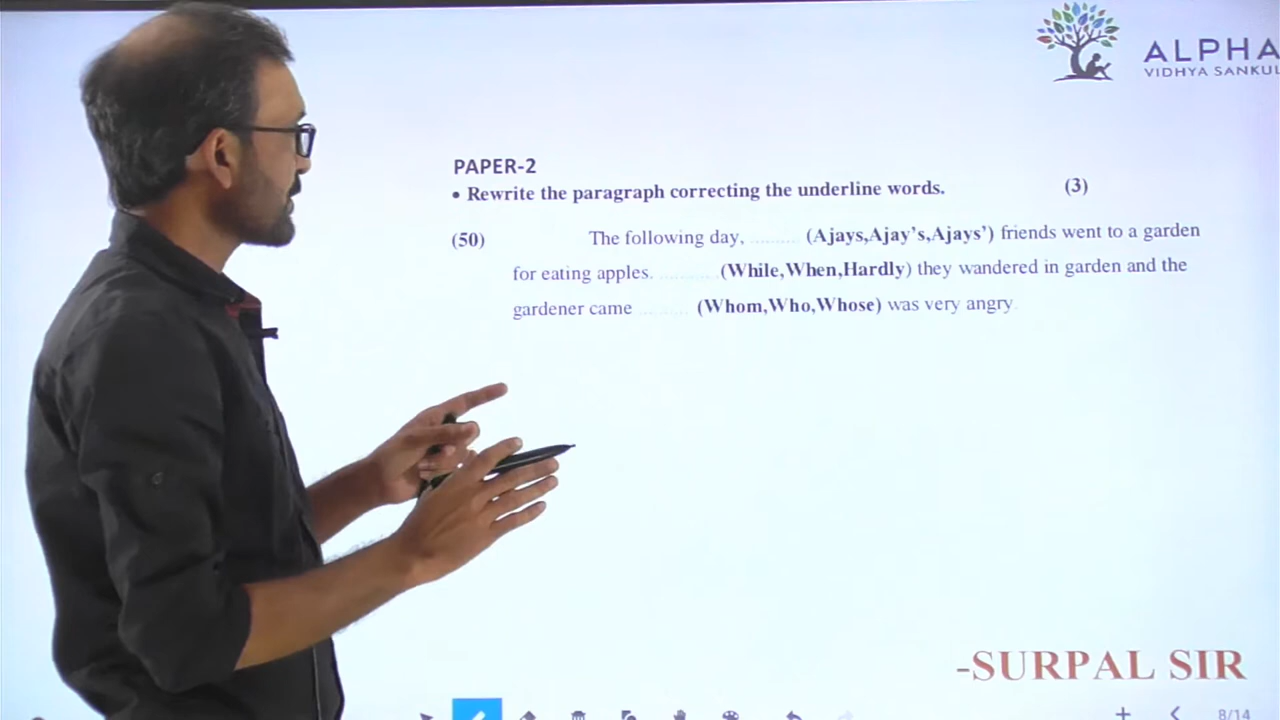 ALPHA
VIDHYA SANKUL
PAPER-2
• Rewrite the paragraph correcting the underline words. (3)
(50) The following day, ......... (Ajays,Ajay's,Ajays') friends went to a garden
for eating apples. ............ (While,When,Hardly) they wandered in garden and the
gardener came .......... (Whom,Who,Whose) was very angry.
-SURPAL SIR
8/14